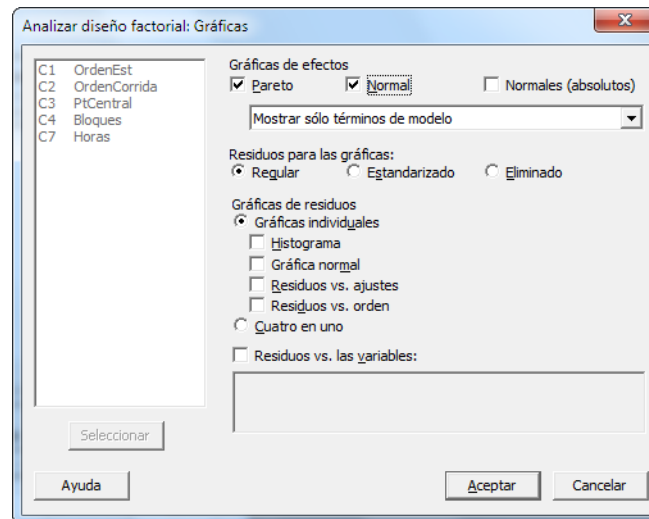 Analizar diseño factorial: Gráficas
C1 OrdenEst
C2 OrdenCorrida
C3 PtCentral
C4 Bloques
C7 Horas
Gráficas de efectos
Pareto Normal Normales (absolutos)
Mostrar sólo términos de modelo
Residuos para las gráficas:
Regular Estandarizado Eliminado
Gráficas de residuos
Gráficas individuales
Histograma
Gráfica normal
Residuos vs. ajustes
Residuos vs. orden
Cuatro en uno
Residuos vs. las variables:
Seleccionar
Ayuda Aceptar Cancelar